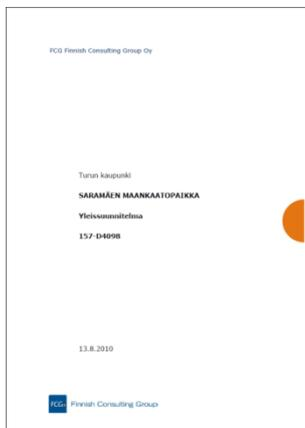 FCG Finnish Consulting Group Oy
Turun kaupunki
SARAMÄEN MAANKAATOPAIKKA
Yleissuunnitelma
157-D4098
13.8.2010
FCG Finnish Consulting Group